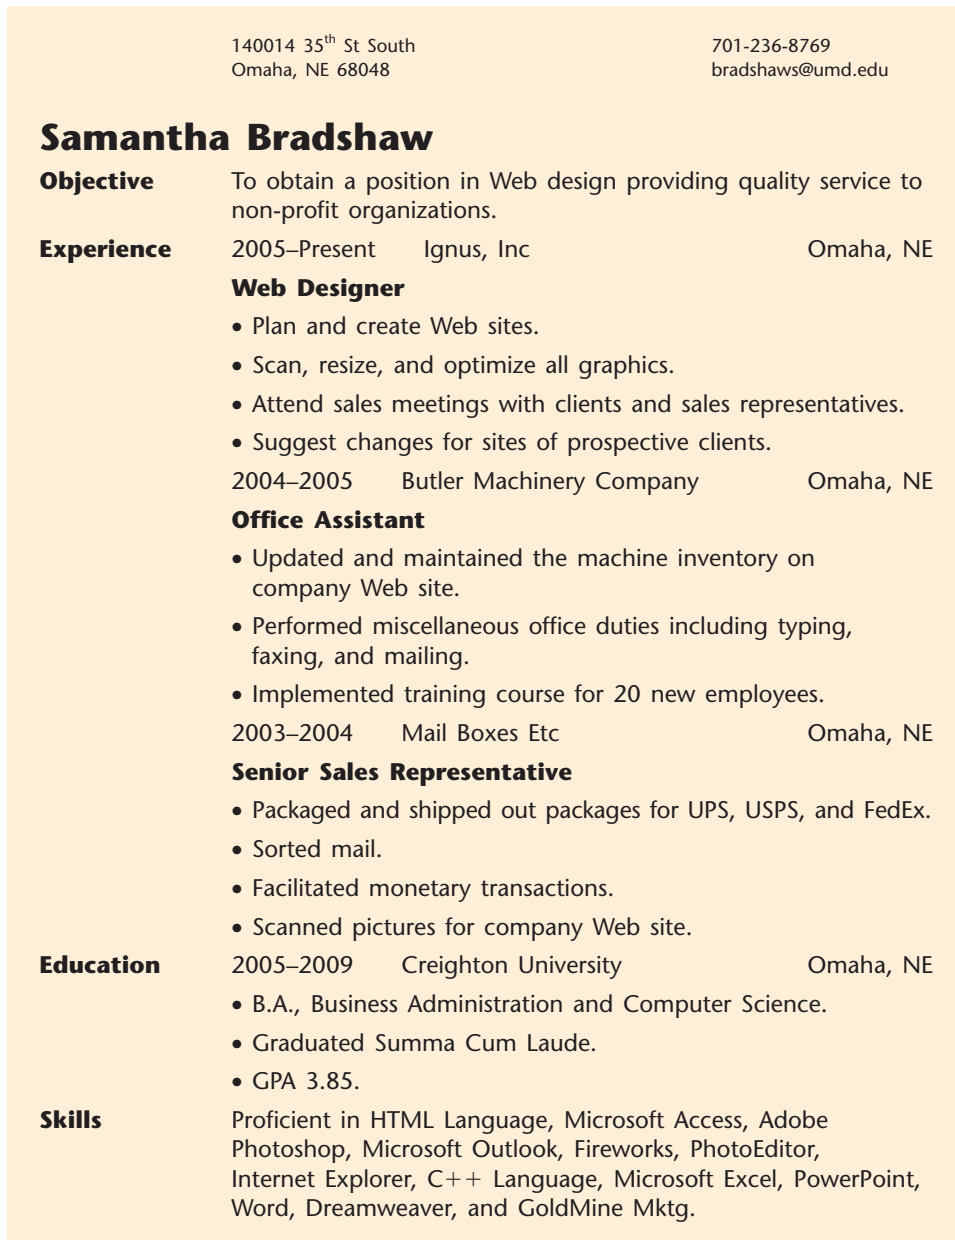 140014 35th St South 701-236-8769
Omaha, NE 68048 bradshaws@umd.edu
Samantha Bradshaw
Objective To obtain a position in Web design providing quality service to
non-profit organizations.
Experience 2005–Present Ignus, Inc Omaha, NE
Web Designer
• Plan and create Web sites.
• Scan, resize, and optimize all graphics.
• Attend sales meetings with clients and sales representatives.
• Suggest changes for sites of prospective clients.
2004–2005 Butler Machinery Company Omaha, NE
Office Assistant
• Updated and maintained the machine inventory on
company Web site.
• Performed miscellaneous office duties including typing,
faxing, and mailing.
• Implemented training course for 20 new employees.
2003–2004 Mail Boxes Etc Omaha, NE
Senior Sales Representative
• Packaged and shipped out packages for UPS, USPS, and FedEx.
• Sorted mail.
• Facilitated monetary transactions.
• Scanned pictures for company Web site.
Education 2005–2009 Creighton University Omaha, NE
• B.A., Business Administration and Computer Science.
• Graduated Summa Cum Laude.
• GPA 3.85.
Skills Proficient in HTML Language, Microsoft Access, Adobe
Photoshop, Microsoft Outlook, Fireworks, PhotoEditor,
Internet Explorer, C++ Language, Microsoft Excel, PowerPoint,
Word, Dreamweaver, and GoldMine Mktg.